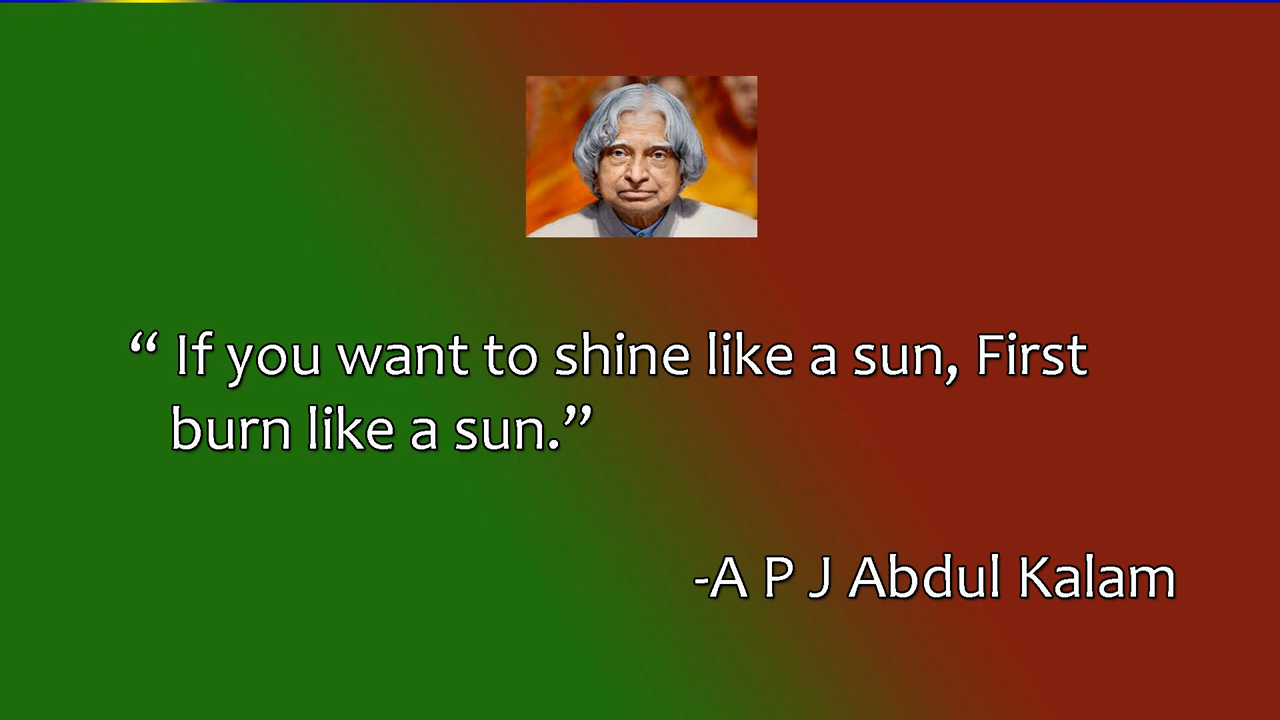 “ If you want to shine like a sun, First
burn like a sun.”
-A P J Abdul Kalam